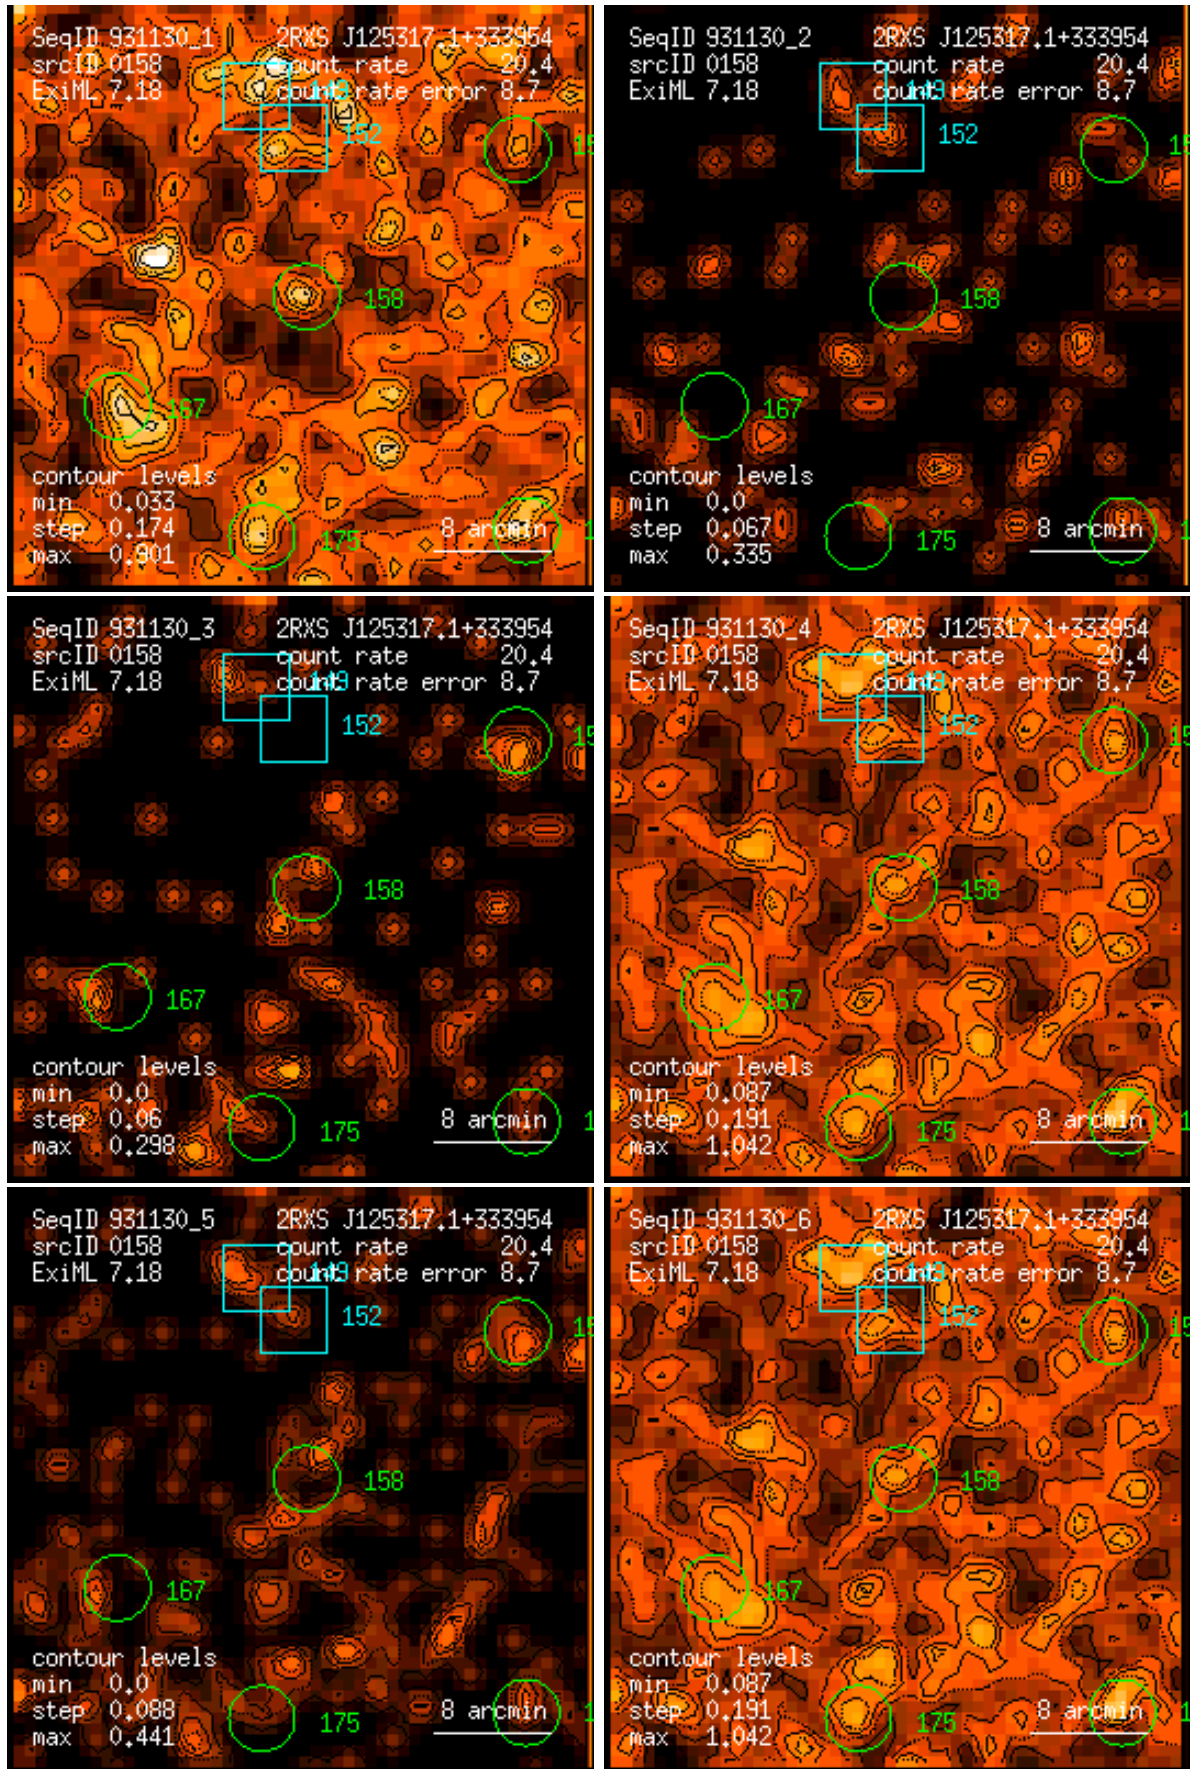 SeqID 931130_1 2RXS J125317.1+333954
srcID 0158 count rate 20.4
ExiML 7.18 count rate error 8.7
152
158
167
175
contour levels
min 0.033
step 0.174
max 0.901
8 arcmin
SeqID 931130_2 2RXS J125317.1+333954
srcID 0158 count rate 20.4
ExiML 7.18 count rate error 8.7
152
158
167
175
contour levels
min 0.0
step 0.067
max 0.335
8 arcmin
SeqID 931130_3 2RXS J125317.1+333954
srcID 0158 count rate 20.4
ExiML 7.18 count rate error 8.7
152
158
167
175
contour levels
min 0.0
step 0.06
max 0.298
8 arcmin
SeqID 931130_4 2RXS J125317.1+333954
srcID 0158 count rate 20.4
ExiML 7.18 count rate error 8.7
152
158
167
175
contour levels
min 0.087
step 0.191
max 1.042
8 arcmin
SeqID 931130_5 2RXS J125317.1+333954
srcID 0158 count rate 20.4
ExiML 7.18 count rate error 8.7
152
158
167
175
contour levels
min 0.0
step 0.088
max 0.441
8 arcmin
SeqID 931130_6 2RXS J125317.1+333954
srcID 0158 count rate 20.4
ExiML 7.18 count rate error 8.7
152
158
167
175
contour levels
min 0.087
step 0.191
max 1.042
8 arcmin